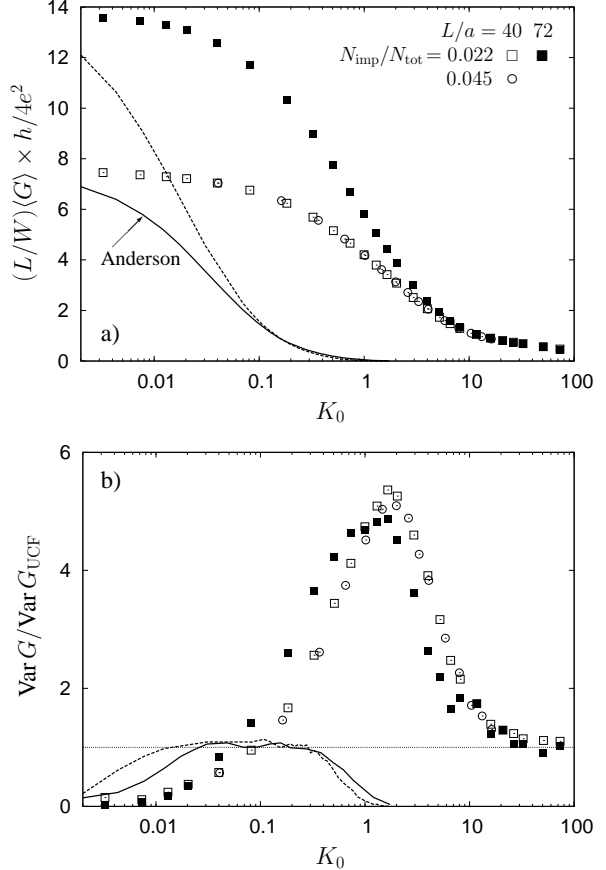 14
12
10
8
6
4
2
0
(L/W)⟨G⟩ × h/4e²
L/a = 40 72
N_imp/N_tot = 0.022
0.045
Anderson
a)
0.01 0.1 1 10 100
K₀
6
4
2
0
Var G/Var G_UCF
b)
0.01 0.1 1 10 100
K₀